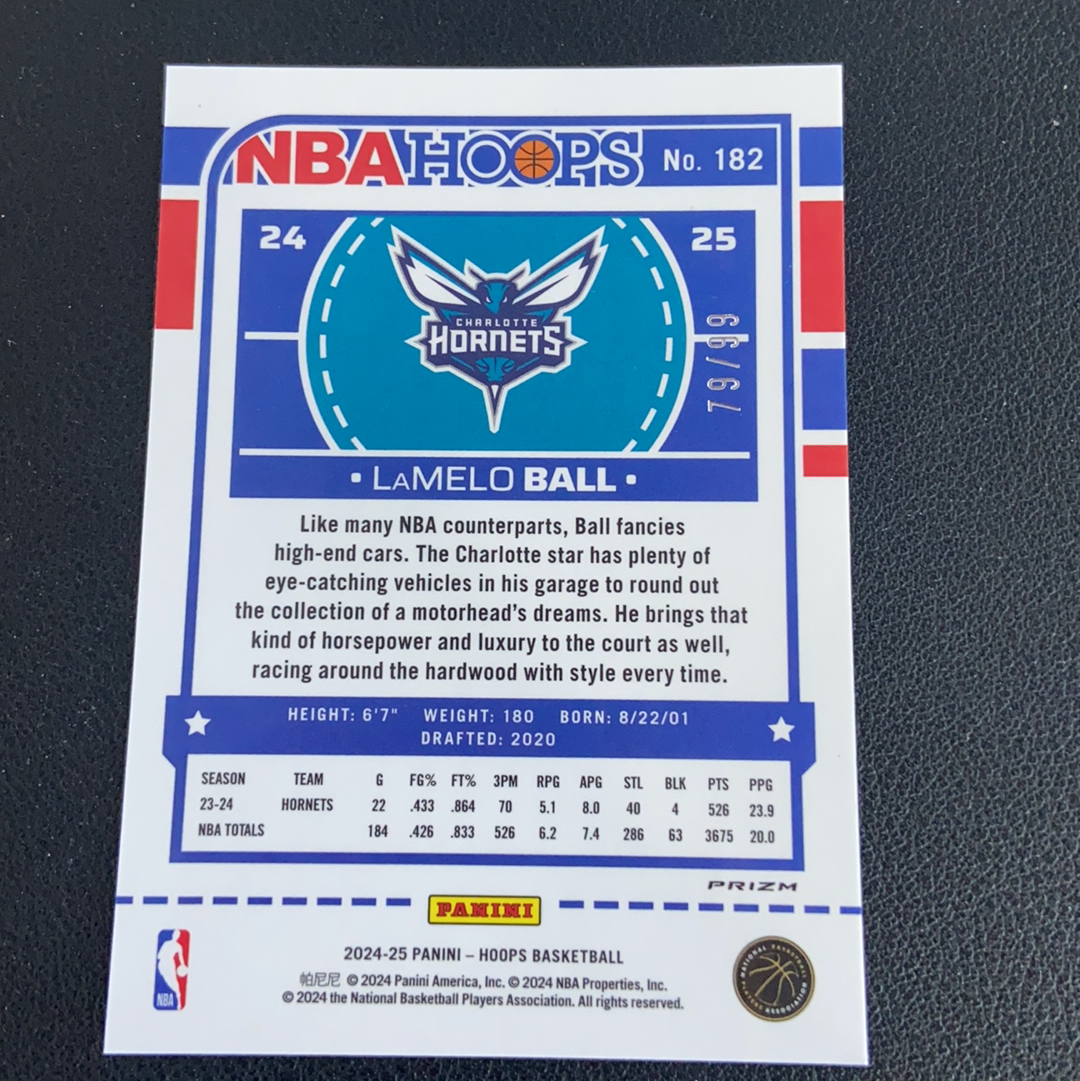 NBA HOOPS No. 182
24 25
CHARLOTTE
HORNETS
79/99
• LAMELO BALL •
Like many NBA counterparts, Ball fancies
high-end cars. The Charlotte star has plenty of
eye-catching vehicles in his garage to round out
the collection of a motorhead's dreams. He brings that
kind of horsepower and luxury to the court as well,
racing around the hardwood with style every time.
HEIGHT: 6'7" WEIGHT: 180 BORN: 8/22/01
DRAFTED: 2020
SEASON TEAM G FG% FT% 3PM RPG APG STL BLK PTS PPG
23-24 HORNETS 22 .433 .864 70 5.1 8.0 40 4 526 23.9
NBA TOTALS 184 .426 .833 526 6.2 7.4 286 63 3675 20.0
PRIZM
PANINI
2024-25 PANINI – HOOPS BASKETBALL
帕尼尼 © 2024 Panini America, Inc. © 2024 NBA Properties, Inc.
© 2024 the National Basketball Players Association. All rights reserved.
NBA
NATIONAL BASKETBALL
PLAYERS ASSOCIATION